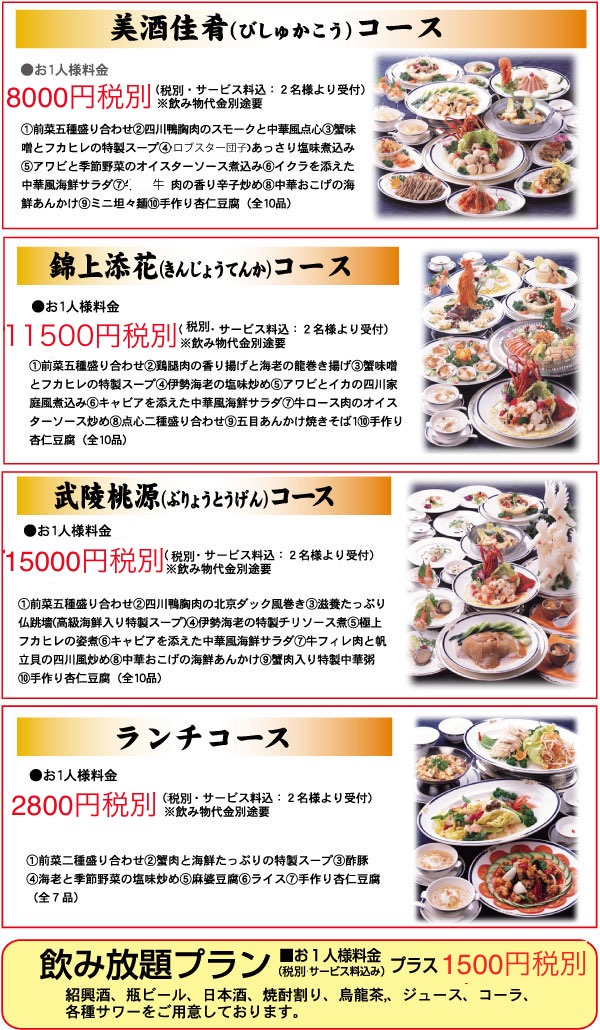 美酒佳肴(びしゅかこう)コース
●お1人様料金
8000円税別(税別・サービス料込：２名様より受付)
※飲み物代金別途要
①前菜五種盛り合わせ②四川鴨胸肉のスモークと中華風点心③蟹味
噌とフカヒレの特製スープ④ロブスター団子)あっさり塩味煮込み
⑤アワビと季節野菜のオイスターソース煮込み⑥イクラを添えた
中華風海鮮サラダ⑦ 牛 肉の香り辛子炒め⑧中華おこげの海
鮮あんかけ⑨ミニ坦々麺⑩手作り杏仁豆腐（全10品）
錦上添花(きんじょうてんか)コース
●お1人様料金
11500円税別(税別・サービス料込：２名様より受付)
※飲み物代金別途要
①前菜五種盛り合わせ②鶏腿肉の香り揚げと海老の龍巻き揚げ③蟹味噌
とフカヒレの特製スープ④伊勢海老の塩味炒め⑤アワビとイカの四川家
庭風煮込み⑥キャビアを添えた中華風海鮮サラダ⑦牛ロース肉のオイス
ターソース炒め⑧点心二種盛り合わせ⑨五目あんかけ焼きそば1⑩手作り
杏仁豆腐（全10品）
武陵桃源(ぶりょうとうげん)コース
●お1人様料金
15000円税別(税別・サービス料込：２名様より受付)
※飲み物代金別途要
①前菜五種盛り合わせ②四川鴨胸肉の北京ダック風巻き③滋養たっぷり
仏跳墻(高級海鮮入り特製スープ)④伊勢海老の特製チリソース煮⑤極上
フカヒレの姿煮⑥キャビアを添えた中華風海鮮サラダ⑦牛フィレ肉と帆
立貝の四川風炒め⑧中華おこげの海鮮あんかけ⑨蟹肉入り特製中華粥
⑩手作り杏仁豆腐（全10品）
ランチコース
●お1人様料金
2800円税別(税別・サービス料込：２名様より受付)
※飲み物代金別途要
①前菜二種盛り合わせ②蟹肉と海鮮たっぷりの特製スープ③酢豚
④海老と季節野菜の塩味炒め⑤麻婆豆腐⑥ライス⑦手作り杏仁豆腐
（全７品）
飲み放題プラン ■お1人様料金(税別・サービス料込み) プラス1500円税別
紹興酒、瓶ビール、日本酒、焼酎割り、烏龍茶,、ジュース、コーラ、
各種サワーをご用意しております。